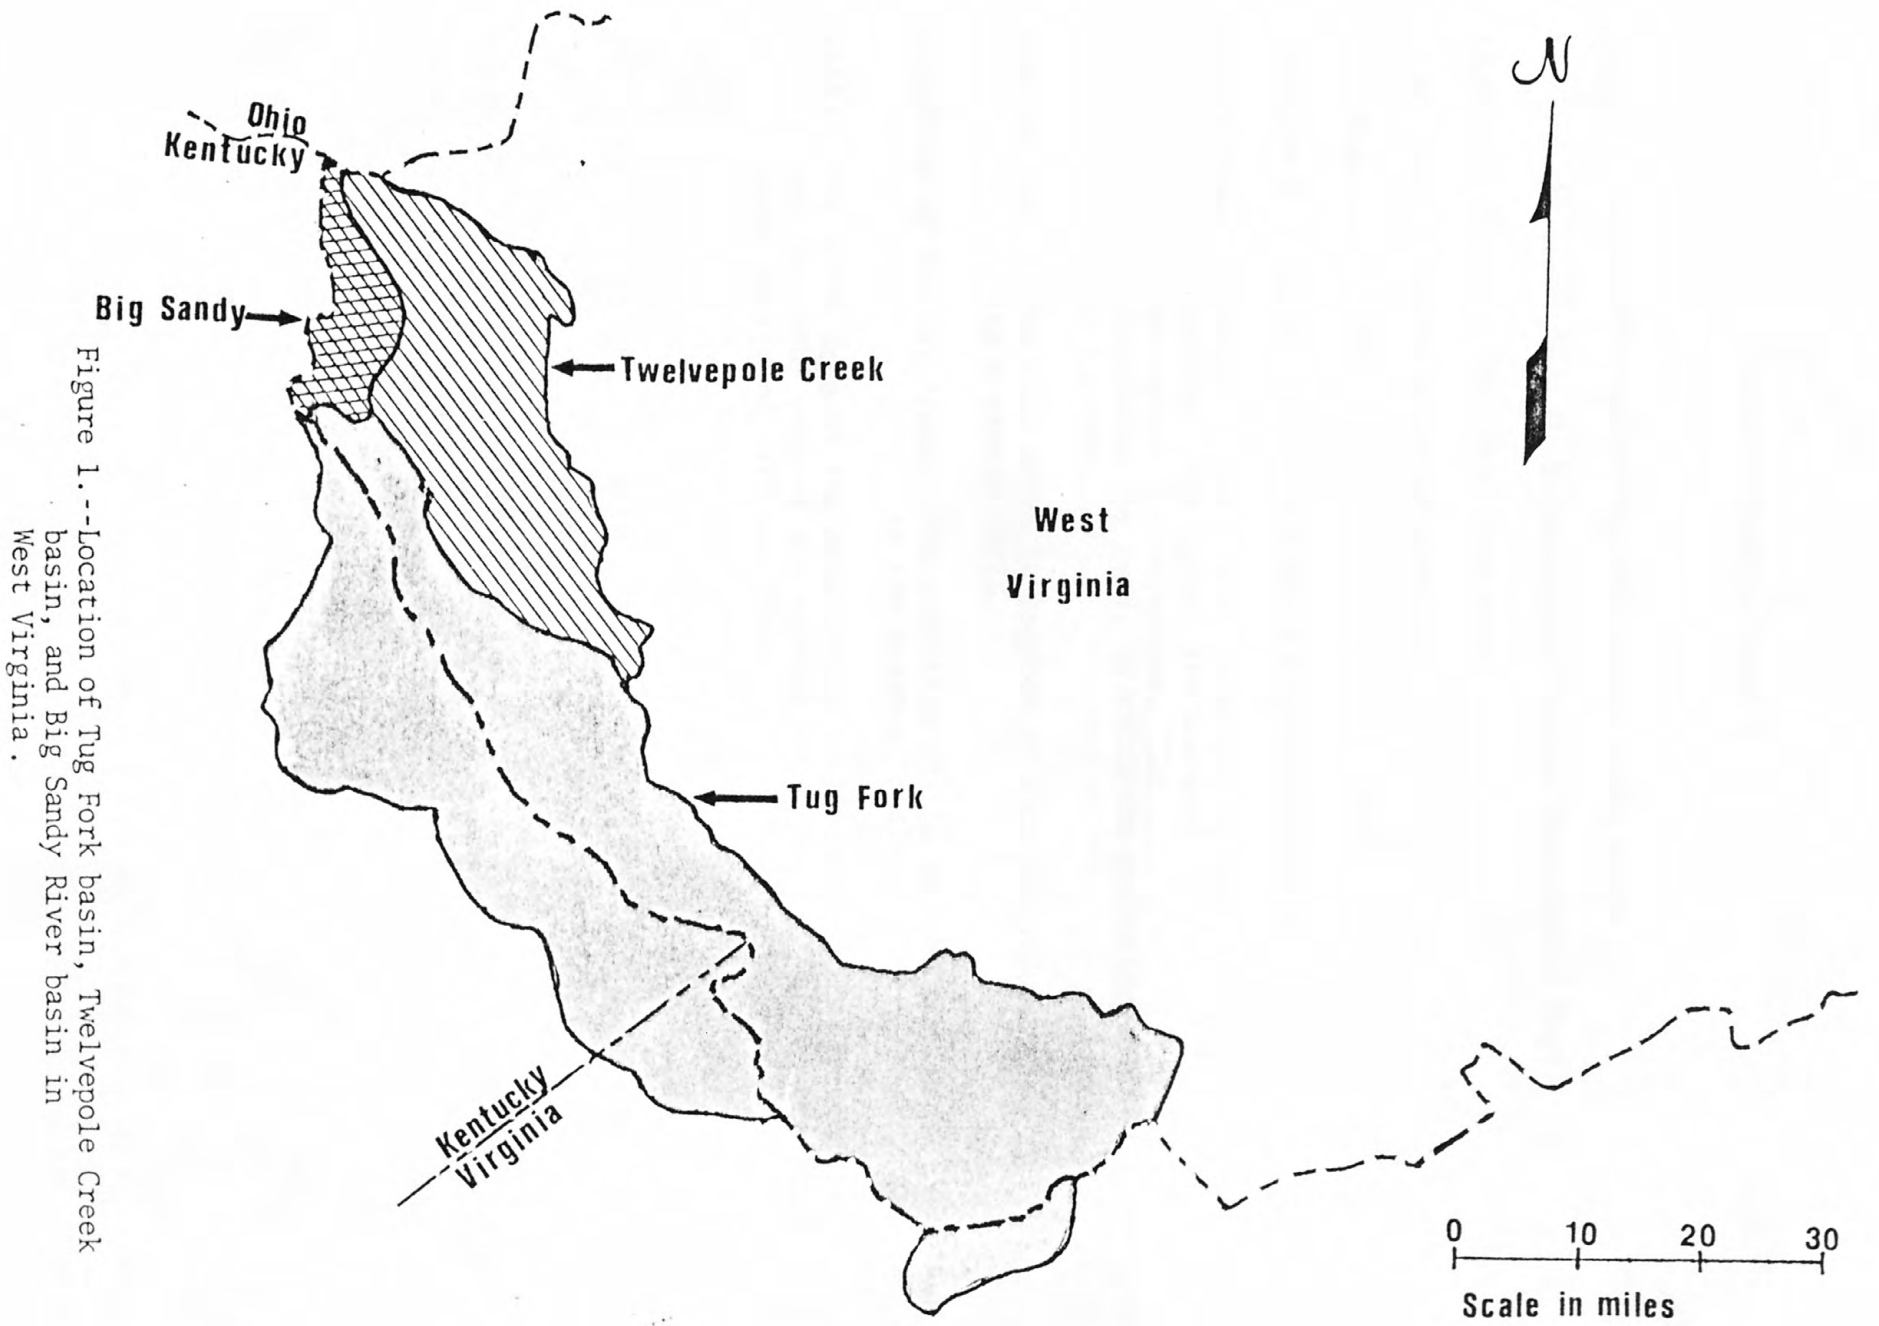 N
Ohio
Kentucky
Big Sandy
Twelvepole Creek
West
Virginia
Tug Fork
Kentucky
Virginia
0 10 20 30
Scale in miles
Figure 1.--Location of Tug Fork basin, Twelvepole Creek
basin, and Big Sandy River basin in
West Virginia.